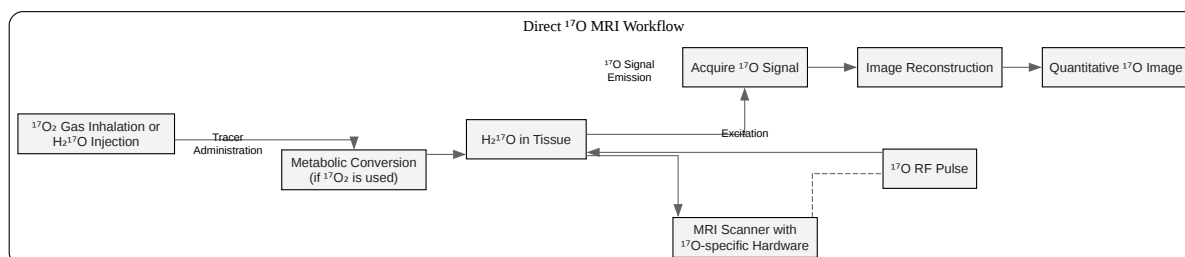 Direct ¹⁷O MRI Workflow
¹⁷O Signal
Emission
Acquire ¹⁷O Signal
Image Reconstruction
Quantitative ¹⁷O Image
¹⁷O₂ Gas Inhalation or
H₂¹⁷O Injection
Tracer
Administration
Metabolic Conversion
(if ¹⁷O₂ is used)
H₂¹⁷O in Tissue
Excitation
¹⁷O RF Pulse
MRI Scanner with
¹⁷O-specific Hardware